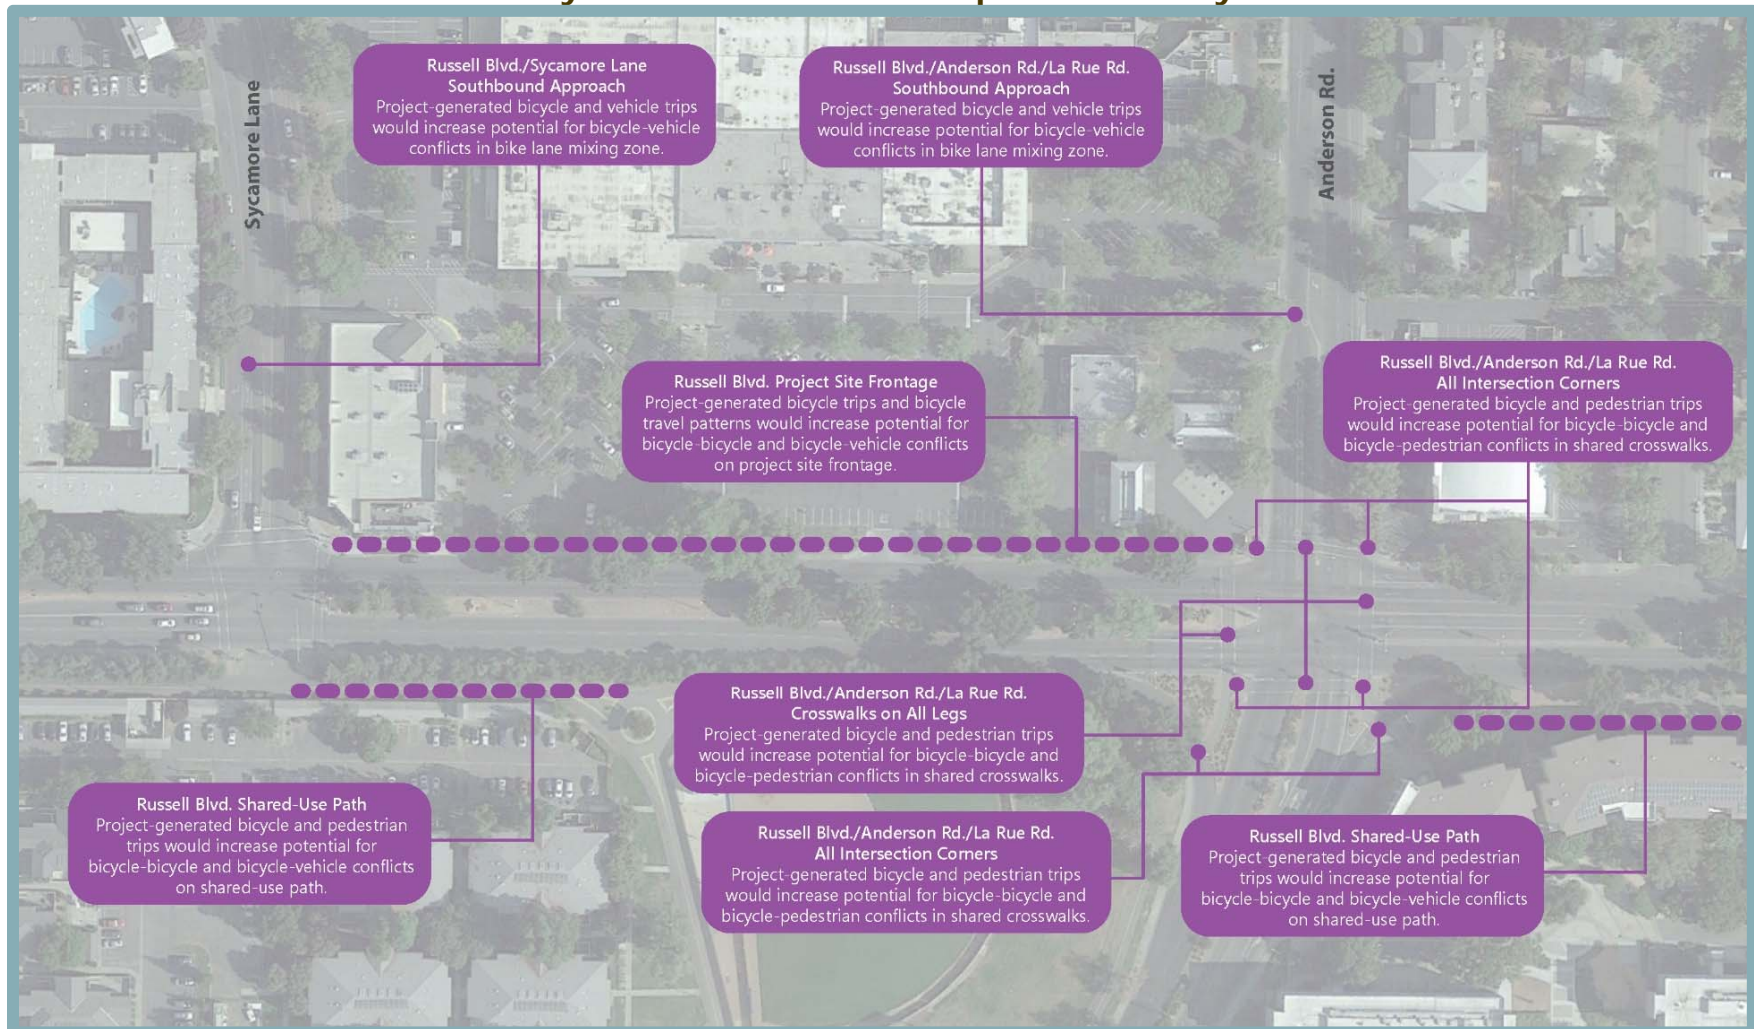 Sycamore Lane
Russell Blvd./Sycamore Lane
Southbound Approach
Project-generated bicycle and vehicle trips
would increase potential for bicycle-vehicle
conflicts in bike lane mixing zone.
Russell Blvd./Anderson Rd./La Rue Rd.
Southbound Approach
Project-generated bicycle and vehicle trips
would increase potential for bicycle-vehicle
conflicts in bike lane mixing zone.
Anderson Rd.
Russell Blvd. Project Site Frontage
Project-generated bicycle trips and bicycle
travel patterns would increase potential for
bicycle-bicycle and bicycle-vehicle conflicts
on project site frontage.
Russell Blvd./Anderson Rd./La Rue Rd.
All Intersection Corners
Project-generated bicycle and pedestrian trips
would increase potential for bicycle-bicycle and
bicycle-pedestrian conflicts in shared crosswalks.
Russell Blvd./Anderson Rd./La Rue Rd.
Crosswalks on All Legs
Project-generated bicycle and pedestrian trips
would increase potential for bicycle-bicycle and
bicycle-pedestrian conflicts in shared crosswalks.
Russell Blvd. Shared-Use Path
Project-generated bicycle and pedestrian
trips would increase potential for
bicycle-bicycle and bicycle-vehicle conflicts
on shared-use path.
Russell Blvd./Anderson Rd./La Rue Rd.
All Intersection Corners
Project-generated bicycle and pedestrian trips
would increase potential for bicycle-bicycle and
bicycle-pedestrian conflicts in shared crosswalks.
Russell Blvd. Shared-Use Path
Project-generated bicycle and pedestrian
trips would increase potential for
bicycle-bicycle and bicycle-vehicle conflicts
on shared-use path.